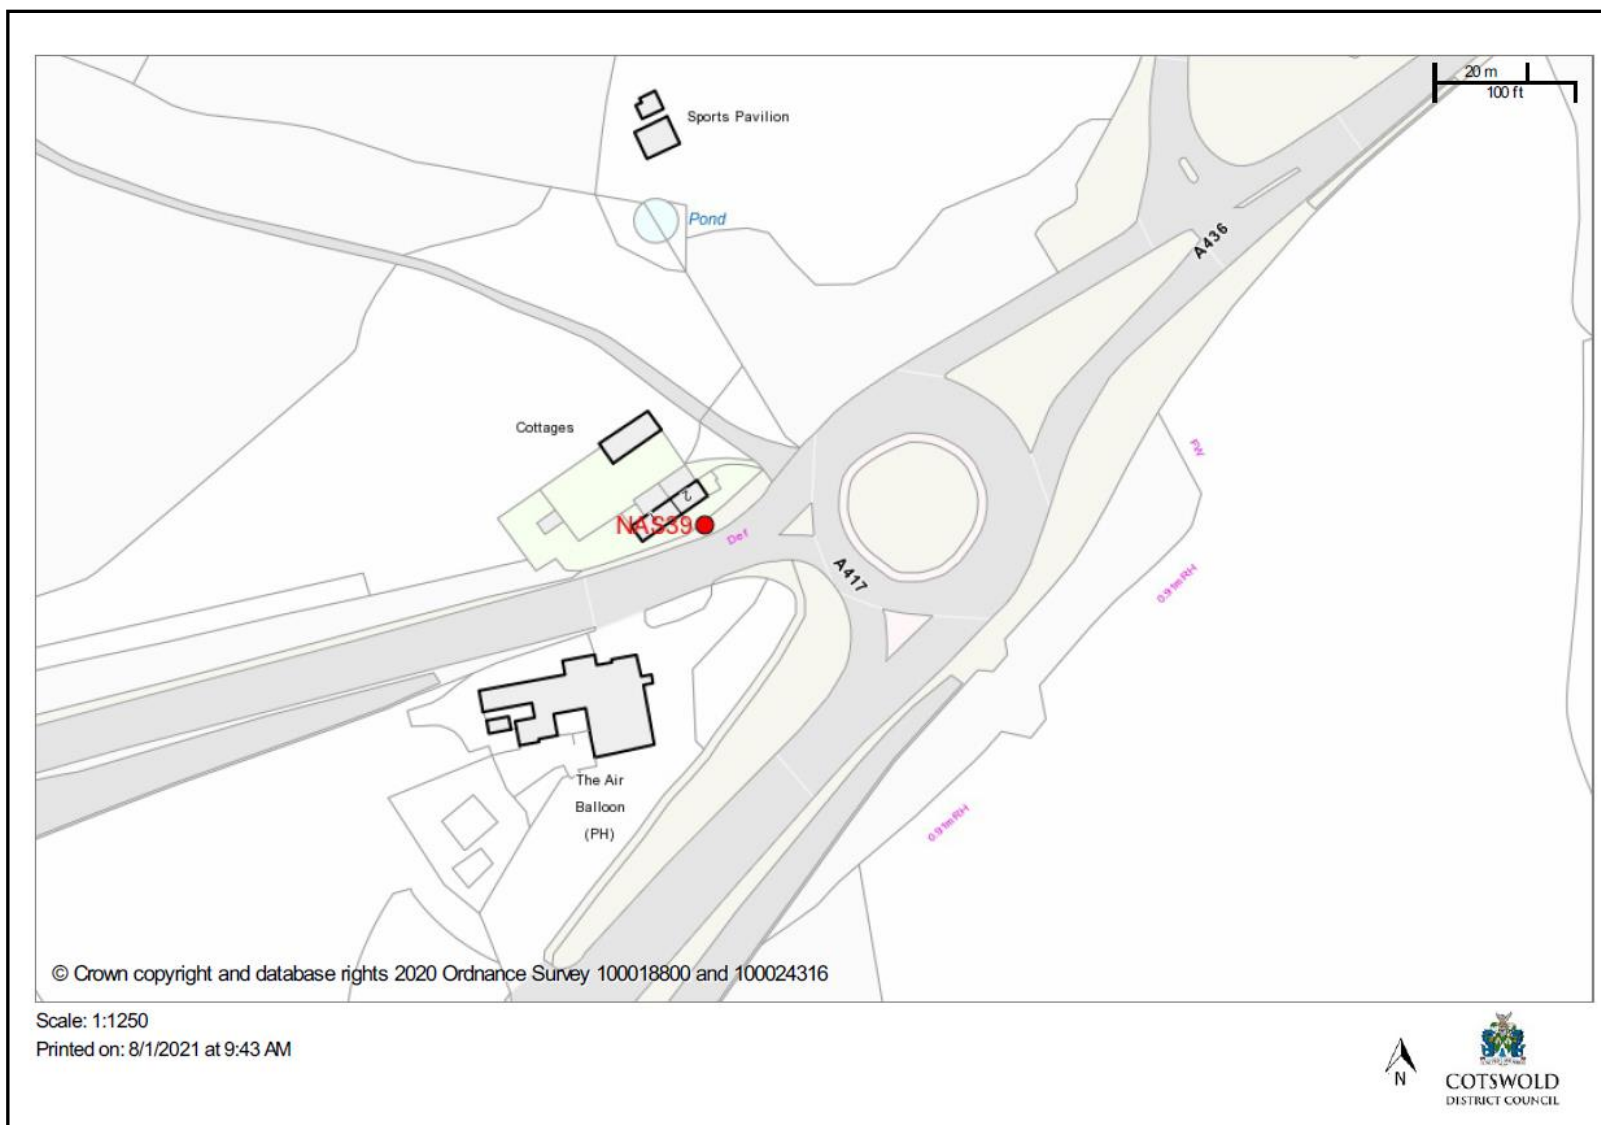 20 m
100 ft
Sports Pavilion
Pond
A436
Cottages
FW
2
NAS39
Def
A417
0.91m RH
The Air
Balloon
(PH)
0.91m RH
© Crown copyright and database rights 2020 Ordnance Survey 100018800 and 100024316
Scale: 1:1250
Printed on: 8/1/2021 at 9:43 AM
N
COTSWOLD
DISTRICT COUNCIL